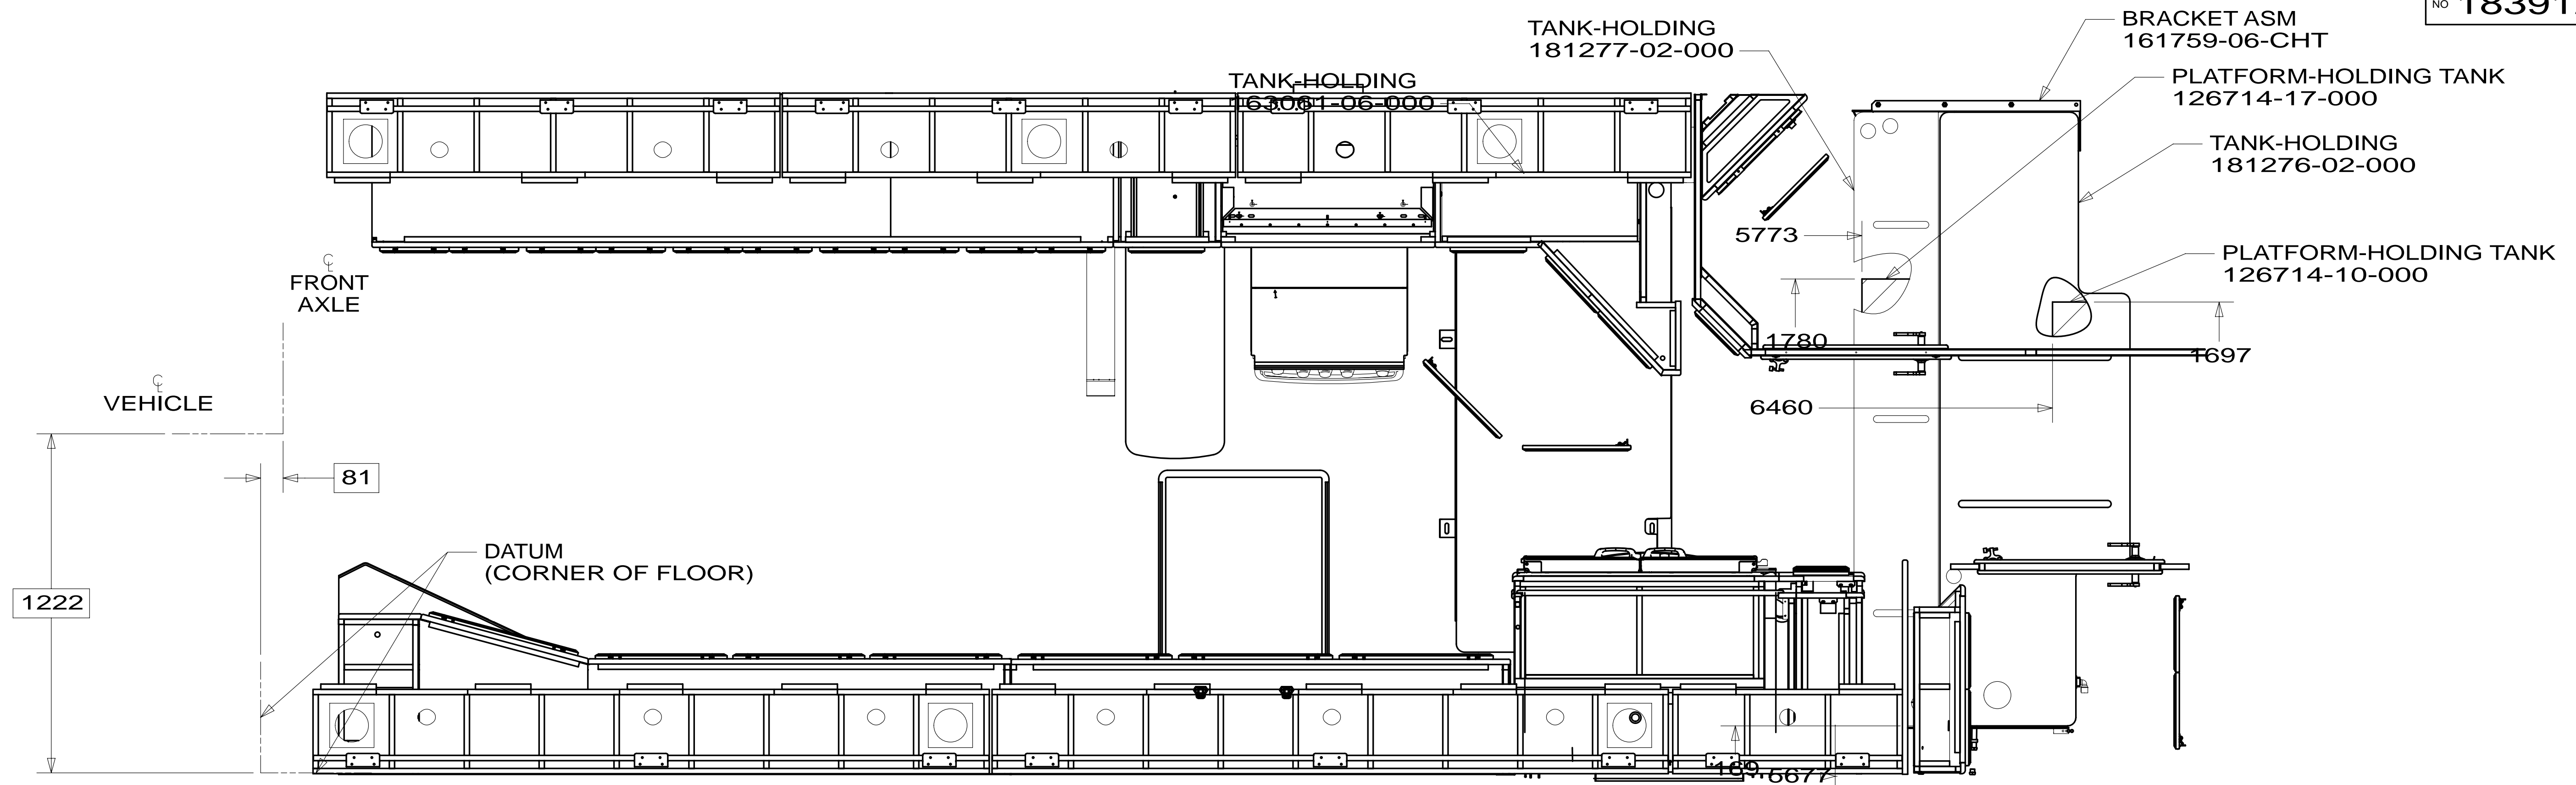 NO
TANK-HOLDING
181277-02-000
BRACKET ASM
161759-06-CHT
TANK-HOLDING
PLATFORM-HOLDING TANK
126714-17-000
TANK-HOLDING
181276-02-000
5773
PLATFORM-HOLDING TANK
126714-10-000
℄
FRONT
AXLE
1780
1697
℄
VEHICLE
6460
81
DATUM
(CORNER OF FLOOR)
1222
5677